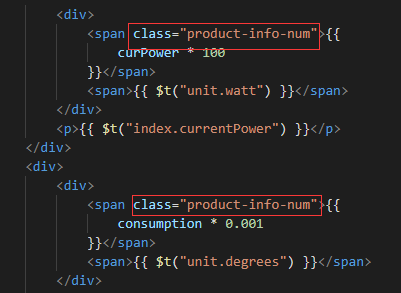 <div>
<span class="product-info-num">{{
curPower * 100
}}</span>
<span>{{ $t("unit.watt") }}</span>
</div>
<p>{{ $t("index.currentPower") }}</p>
</div>
<div>
<div>
<span class="product-info-num">{{
consumption * 0.001
}}</span>
<span>{{ $t("unit.degrees") }}</span>
</div>